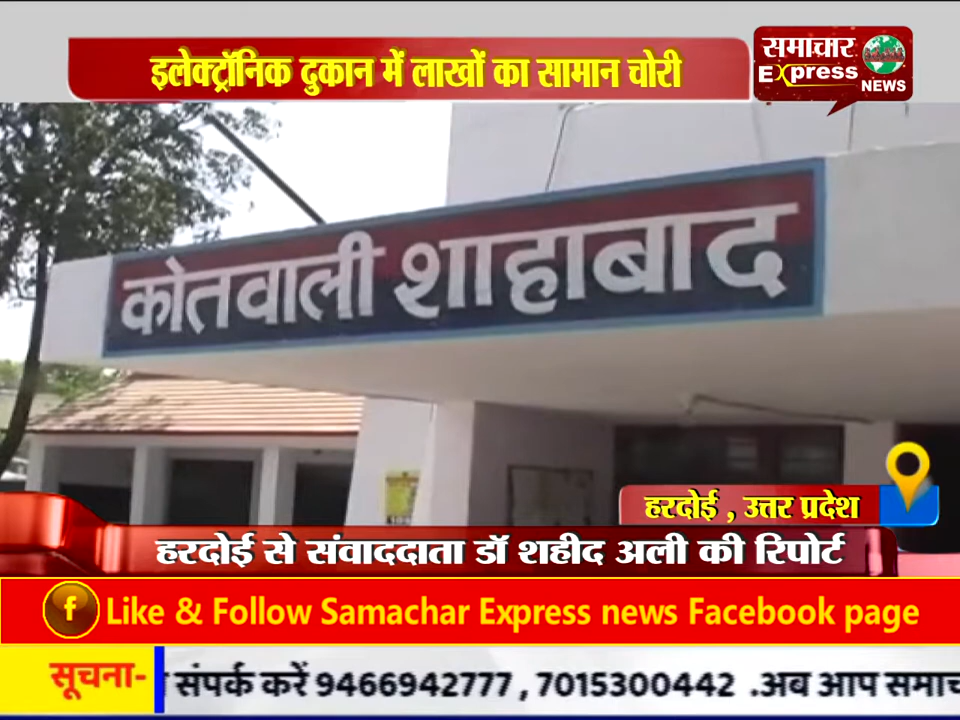 इलेक्ट्रॉनिक दुकान में लाखों का सामान चोरी
समाचार
Express
NEWS
कोतवाली शाहाबाद
हरदोई , उत्तर प्रदेश
हरदोई से संवाददाता डॉ शहीद अली की रिपोर्ट
f Like & Follow Samachar Express news Facebook page
सूचना- संपर्क करें 9466942777 , 7015300442 .अब आप समाच